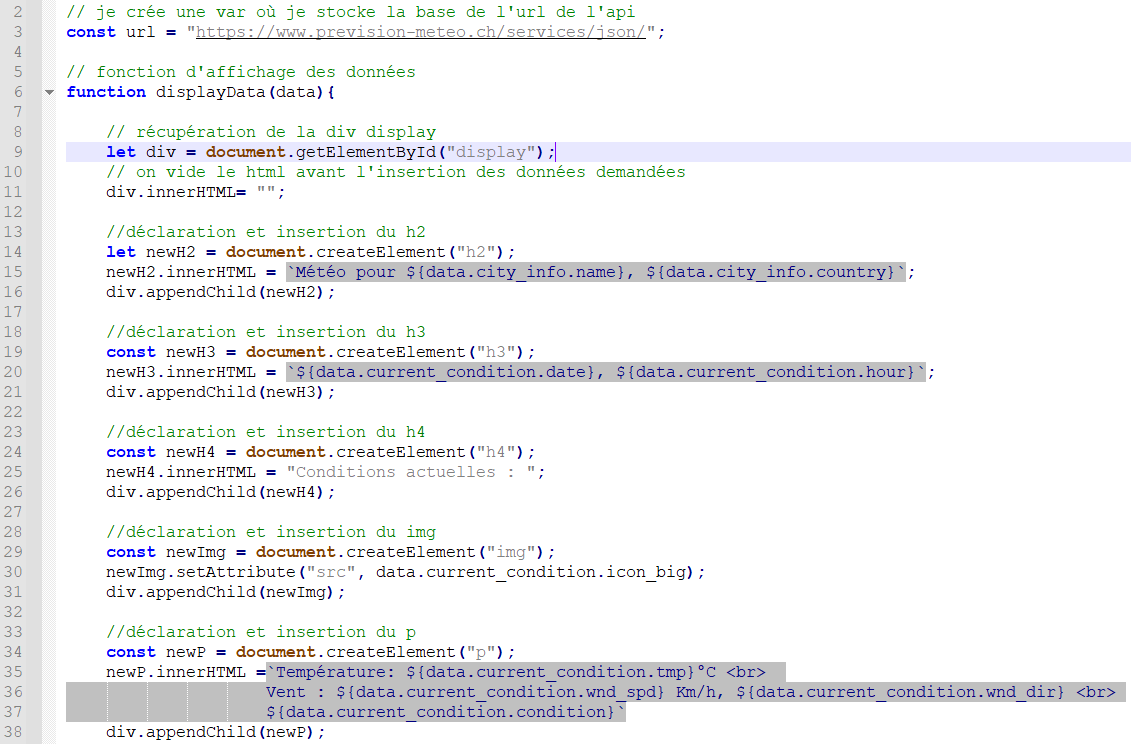 2 // je crée une var où je stocke la base de l'url de l'api
3 const url = "https://www.prevision-meteo.ch/services/json/";
4
5 // fonction d'affichage des données
6 function displayData(data){
7
8 // récupération de la div display
9 let div = document.getElementById("display");
10 // on vide le html avant l'insertion des données demandées
11 div.innerHTML= "";
12
13 //déclaration et insertion du h2
14 let newH2 = document.createElement("h2");
15 newH2.innerHTML = `Météo pour ${data.city_info.name}, ${data.city_info.country}`;
16 div.appendChild(newH2);
17
18 //déclaration et insertion du h3
19 const newH3 = document.createElement("h3");
20 newH3.innerHTML = `${data.current_condition.date}, ${data.current_condition.hour}`;
21 div.appendChild(newH3);
22
23 //déclaration et insertion du h4
24 const newH4 = document.createElement("h4");
25 newH4.innerHTML = "Conditions actuelles : ";
26 div.appendChild(newH4);
27
28 //déclaration et insertion du img
29 const newImg = document.createElement("img");
30 newImg.setAttribute("src", data.current_condition.icon_big);
31 div.appendChild(newImg);
32
33 //déclaration et insertion du p
34 const newP = document.createElement("p");
35 newP.innerHTML =`Température: ${data.current_condition.tmp}°C <br>
36 Vent : ${data.current_condition.wnd_spd} Km/h, ${data.current_condition.wnd_dir} <br>
37 ${data.current_condition.condition}`
38 div.appendChild(newP);